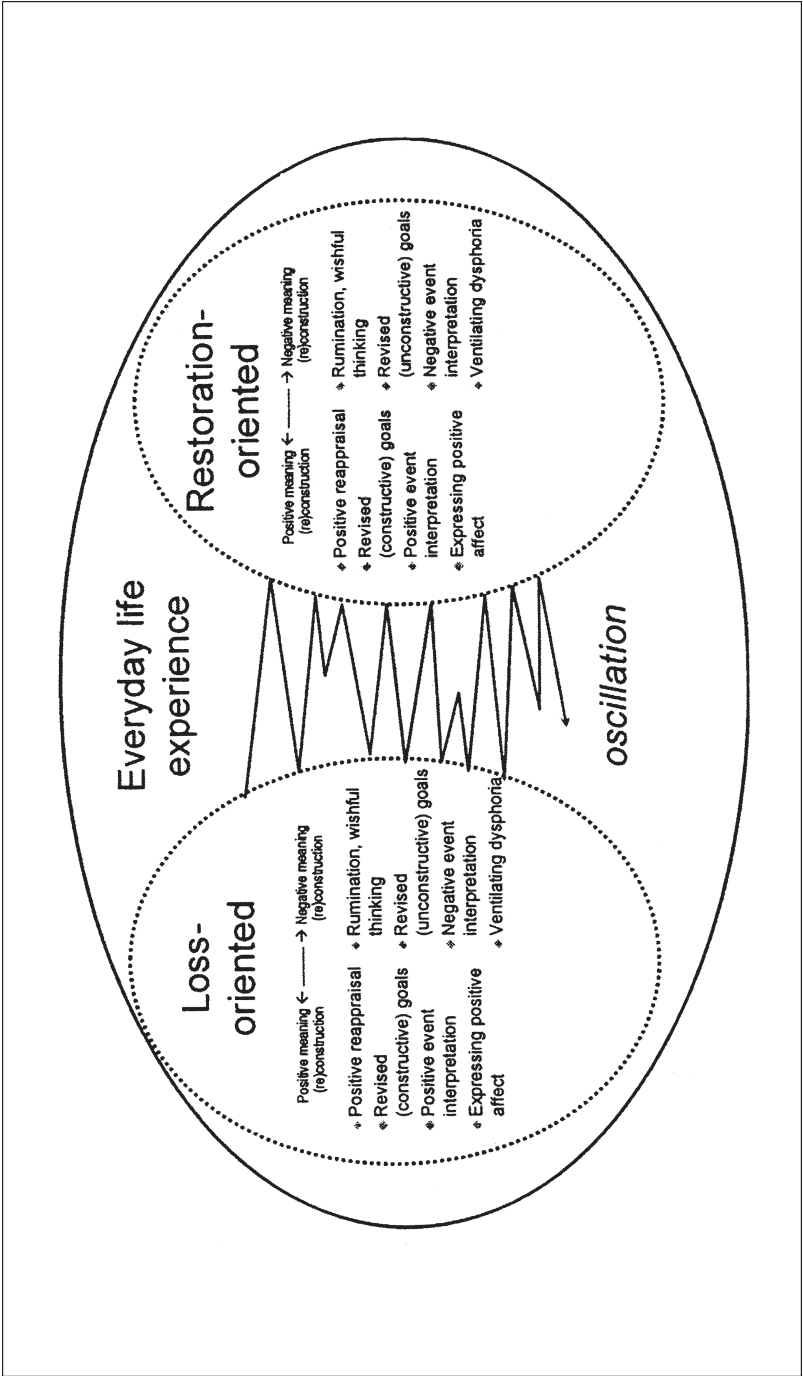 Everyday life
experience
Loss-
oriented
Positive meaning ← ——— → Negative meaning
(re)construction (re)construction
⬥ Positive reappraisal
⬥ Revised
(constructive) goals
⬥ Positive event
interpretation
⬥ Expressing positive
affect
⬥ Rumination, wishful
thinking
⬥ Revised
(unconstructive) goals
⬥ Negative event
interpretation
⬥ Ventilating dysphoria
Restoration-
oriented
Positive meaning ← ——— → Negative meaning
(re)construction (re)construction
⬥ Positive reappraisal
⬥ Revised
(constructive) goals
⬥ Positive event
interpretation
⬥ Expressing positive
affect
⬥ Rumination, wishful
thinking
⬥ Revised
(unconstructive) goals
⬥ Negative event
interpretation
⬥ Ventilating dysphoria
oscillation